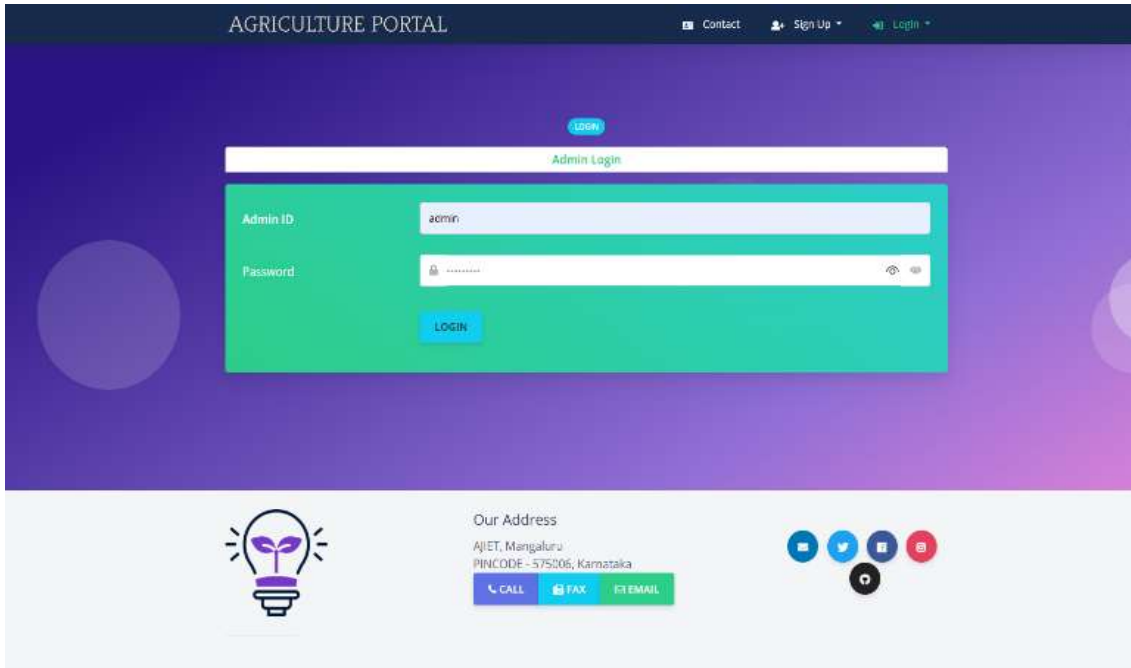 AGRICULTURE PORTAL
Contact
Sign Up
Login
LOGIN
Admin Login
Admin ID
admin
Password
LOGIN
Our Address
AJIET, Mangaluru
PINCODE - 575006, Karnataka
CALL
FAX
EMAIL